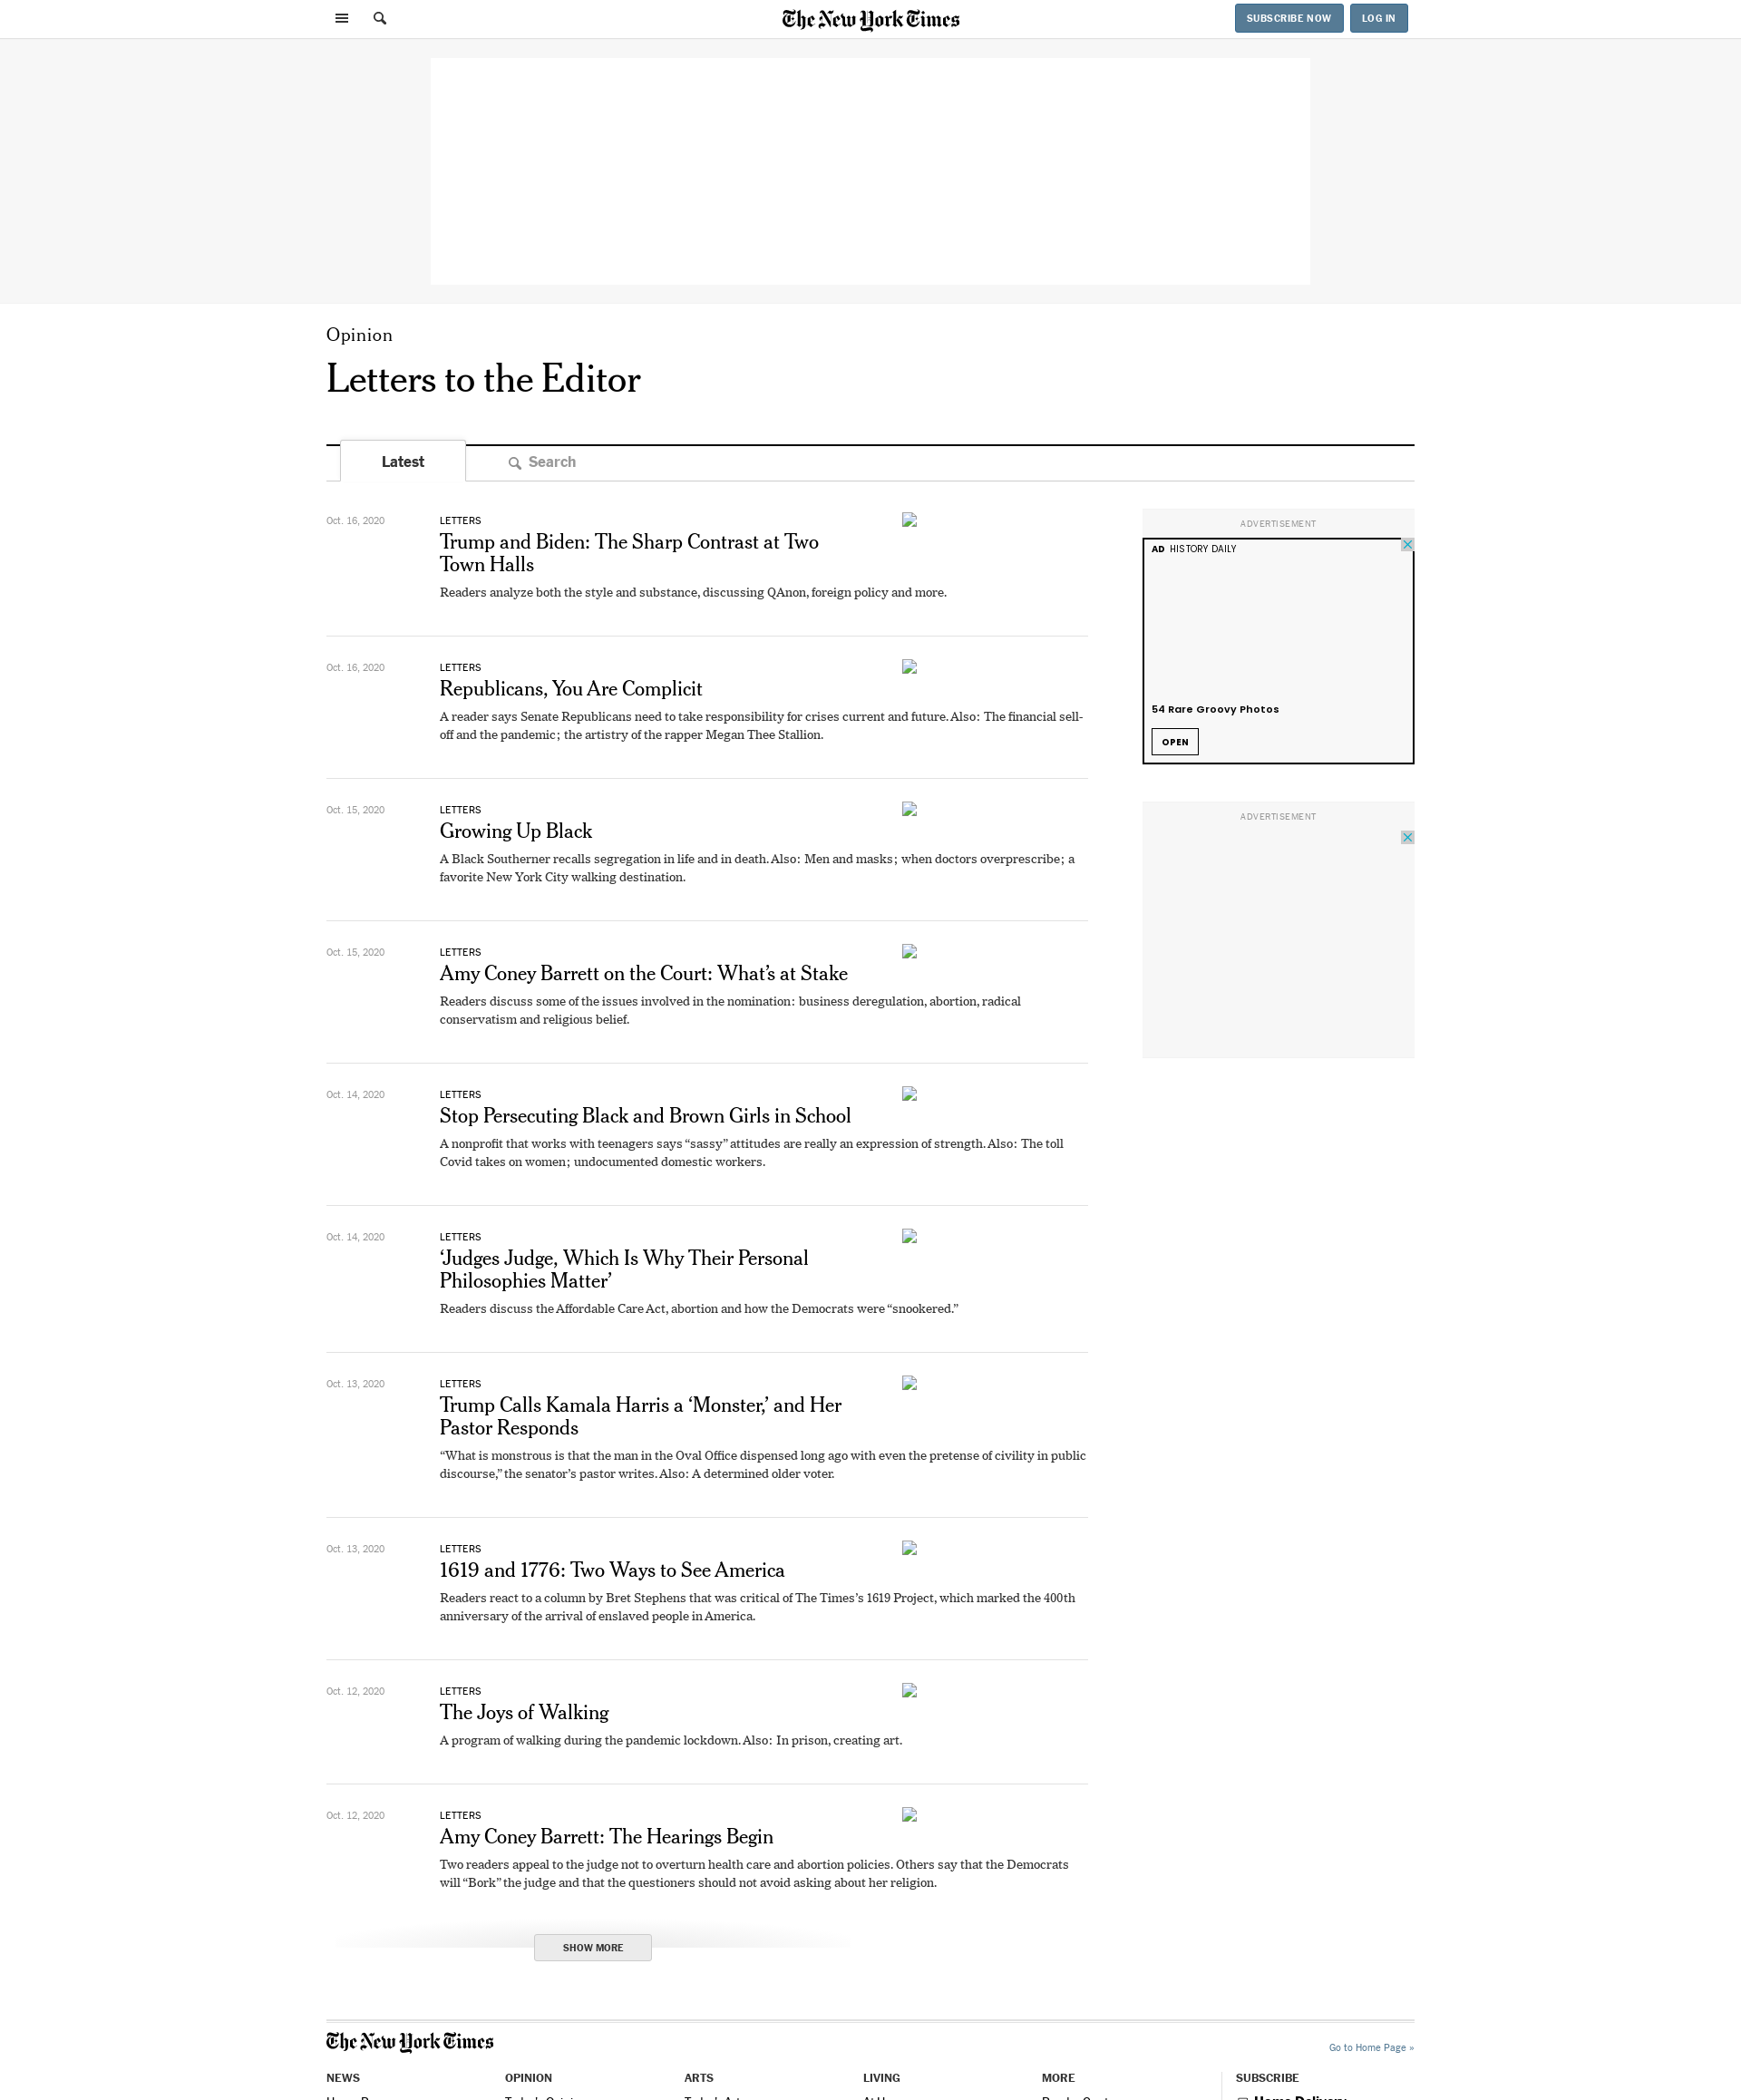 The New York Times
SUBSCRIBE NOW
LOG IN
Opinion
Letters to the Editor
Latest
Search
Oct. 16, 2020
LETTERS
Trump and Biden: The Sharp Contrast at Two
Town Halls
Readers analyze both the style and substance, discussing QAnon, foreign policy and more.
Oct. 16, 2020
LETTERS
Republicans, You Are Complicit
A reader says Senate Republicans need to take responsibility for crises current and future. Also: The financial sell-
off and the pandemic; the artistry of the rapper Megan Thee Stallion.
Oct. 15, 2020
LETTERS
Growing Up Black
A Black Southerner recalls segregation in life and in death. Also: Men and masks; when doctors overprescribe; a
favorite New York City walking destination.
Oct. 15, 2020
LETTERS
Amy Coney Barrett on the Court: What’s at Stake
Readers discuss some of the issues involved in the nomination: business deregulation, abortion, radical
conservatism and religious belief.
Oct. 14, 2020
LETTERS
Stop Persecuting Black and Brown Girls in School
A nonprofit that works with teenagers says “sassy” attitudes are really an expression of strength. Also: The toll
Covid takes on women; undocumented domestic workers.
Oct. 14, 2020
LETTERS
‘Judges Judge, Which Is Why Their Personal
Philosophies Matter’
Readers discuss the Affordable Care Act, abortion and how the Democrats were “snookered.”
Oct. 13, 2020
LETTERS
Trump Calls Kamala Harris a ‘Monster,’ and Her
Pastor Responds
“What is monstrous is that the man in the Oval Office dispensed long ago with even the pretense of civility in public
discourse,” the senator’s pastor writes. Also: A determined older voter.
Oct. 13, 2020
LETTERS
1619 and 1776: Two Ways to See America
Readers react to a column by Bret Stephens that was critical of The Times’s 1619 Project, which marked the 400th
anniversary of the arrival of enslaved people in America.
Oct. 12, 2020
LETTERS
The Joys of Walking
A program of walking during the pandemic lockdown. Also: In prison, creating art.
Oct. 12, 2020
LETTERS
Amy Coney Barrett: The Hearings Begin
Two readers appeal to the judge not to overturn health care and abortion policies. Others say that the Democrats
will “Bork” the judge and that the questioners should not avoid asking about her religion.
SHOW MORE
ADVERTISEMENT
AD HISTORY DAILY
54 Rare Groovy Photos
OPEN
ADVERTISEMENT
The New York Times
Go to Home Page »
NEWS
OPINION
ARTS
LIVING
MORE
SUBSCRIBE